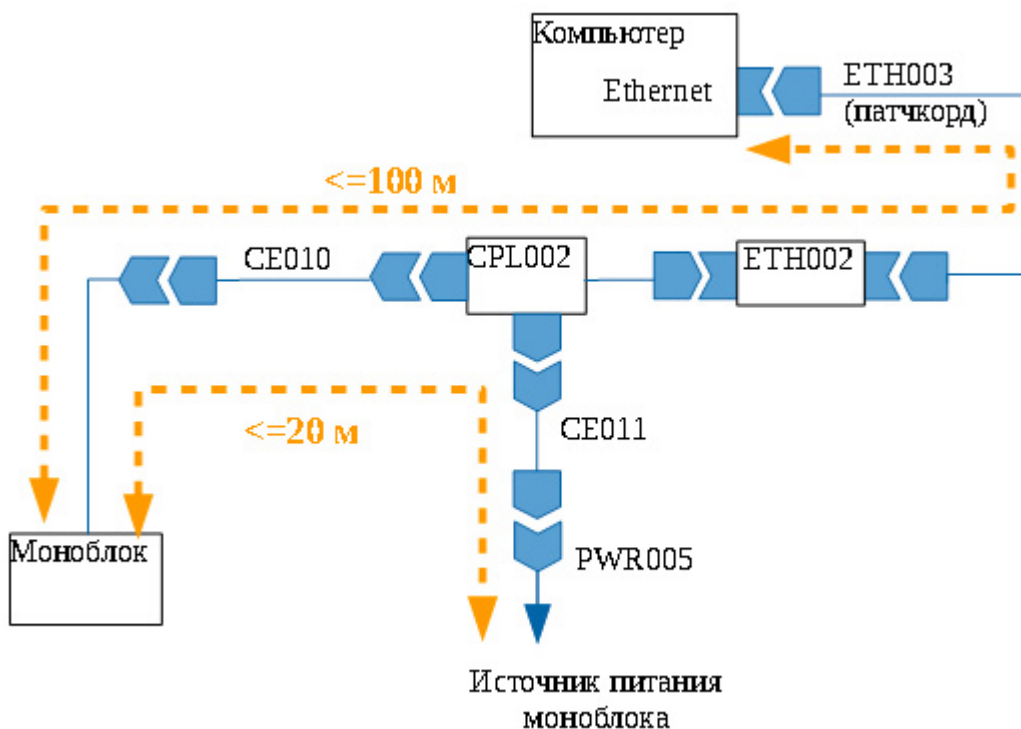 Компьютер
Ethernet
ETH003
(патчкорд)
<=100 м
CE010
CPL002
ETH002
<=20 м
CE011
Моноблок
PWR005
Источник питания
моноблока